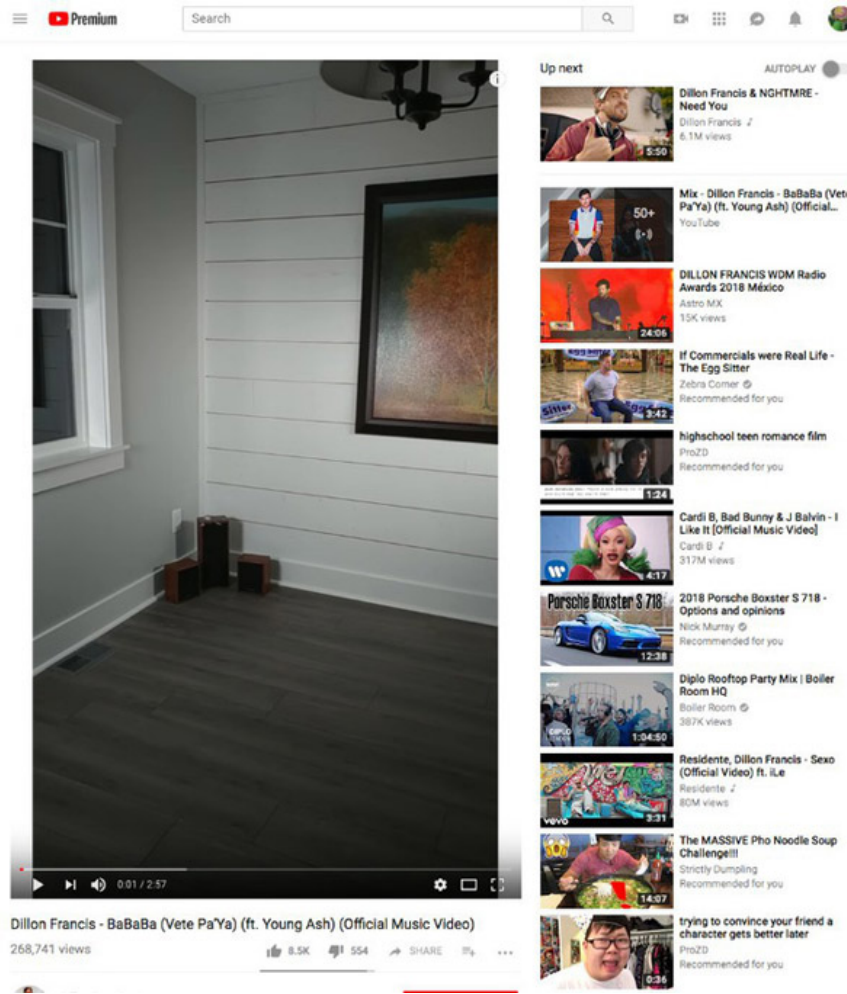 Premium
Search
Dillon Francis - BaBaBa (Vete Pa'Ya) (ft. Young Ash) (Official Music Video)
268,741 views
8.5K
554
SHARE
0:01 / 2:57
Up next
AUTOPLAY
5:50
Dillon Francis & NGHTMRE -
Need You
Dillon Francis
6.1M views
50+
Mix - Dillon Francis - BaBaBa (Vete
Pa'Ya) (ft. Young Ash) (Official...
YouTube
24:06
DILLON FRANCIS WDM Radio
Awards 2018 México
Astro MX
15K views
Sitter
3:42
If Commercials were Real Life -
The Egg Sitter
Zebra Corner
Recommended for you
1:24
highschool teen romance film
ProZD
Recommended for you
4:17
Cardi B, Bad Bunny & J Balvin - I
Like It [Official Music Video]
Cardi B
317M views
Porsche Boxster S 718
12:38
2018 Porsche Boxster S 718 -
Options and opinions
Nick Murray
Recommended for you
DIPLO
1:04:50
Diplo Rooftop Party Mix | Boiler
Room HQ
Boiler Room
387K views
vevo
3:31
Residente, Dillon Francis - Sexo
(Official Video) ft. iLe
Residente
80M views
14:07
The MASSIVE Pho Noodle Soup
Challenge!!!
Strictly Dumpling
Recommended for you
0:36
trying to convince your friend a
character gets better later
ProZD
Recommended for you